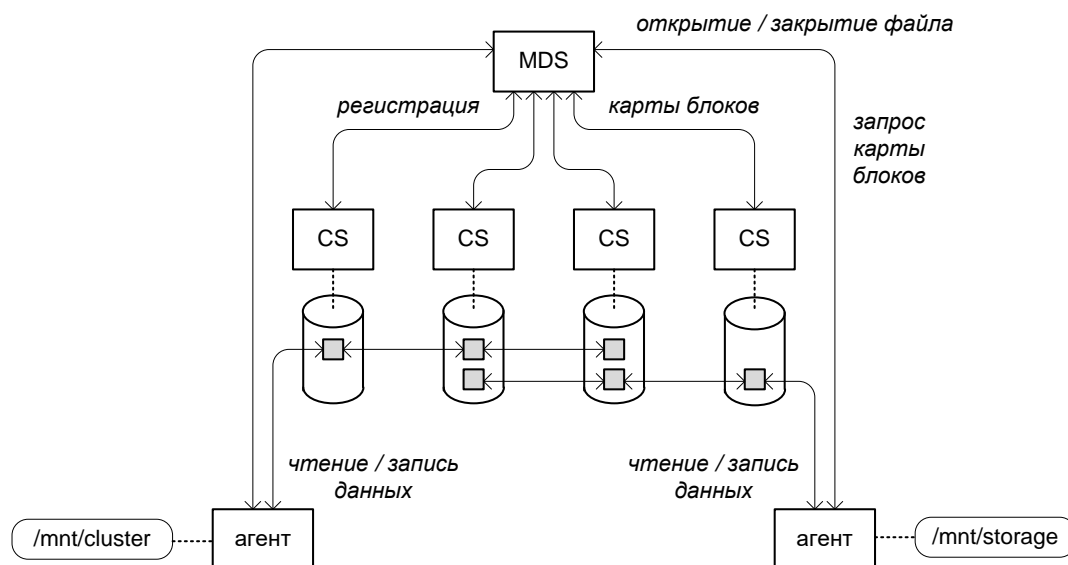 открытие / закрытие файла
MDS
регистрация
карты блоков
запрос
карты
блоков
CS
CS
CS
CS
чтение / запись
данных
чтение / запись
данных
/mnt/cluster
агент
агент
/mnt/storage